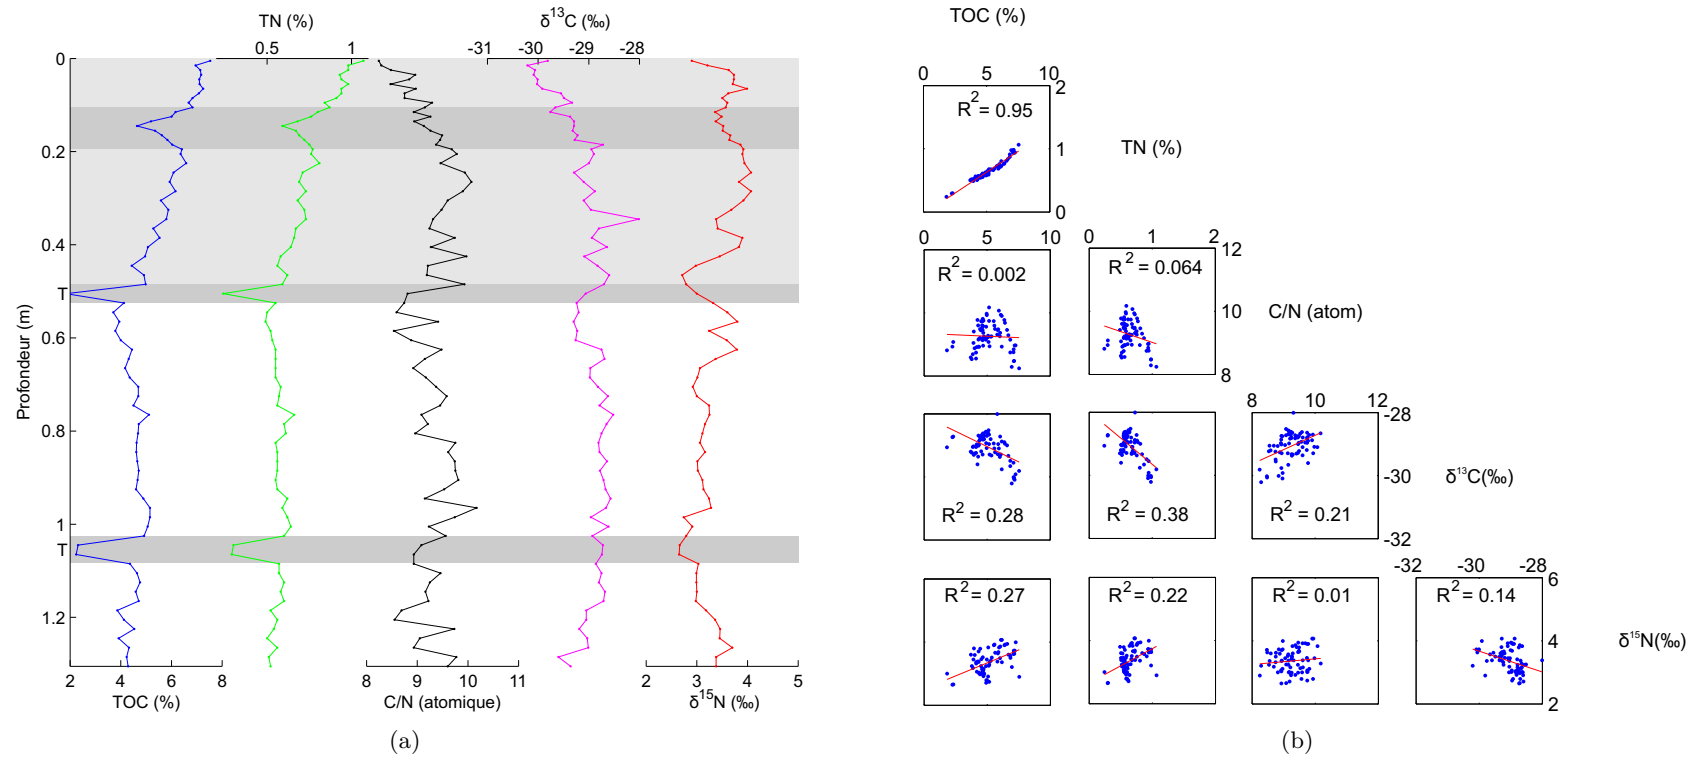 TN (%)
δ13C (‰)
0.5 1
-31 -30 -29 -28
0
0.2
0.4
T
0.6
0.8
1
T
1.2
Profondeur (m)
2 4 6 8
8 9 10 11
2 3 4 5
TOC (%)
C/N (atomique)
δ15N (‰)
(a)
TOC (%)
0 5 10
2
R2 = 0.95
1
TN (%)
0
0 5 10
0 1 2
12
R2 = 0.002
R2 = 0.064
10
C/N (atom)
8
8 10 12
-28
-30
δ13C(‰)
R2 = 0.28
R2 = 0.38
R2 = 0.21
-32
-32 -30 -28
6
R2 = 0.27
R2 = 0.22
R2 = 0.01
R2 = 0.14
4
δ15N(‰)
2
(b)